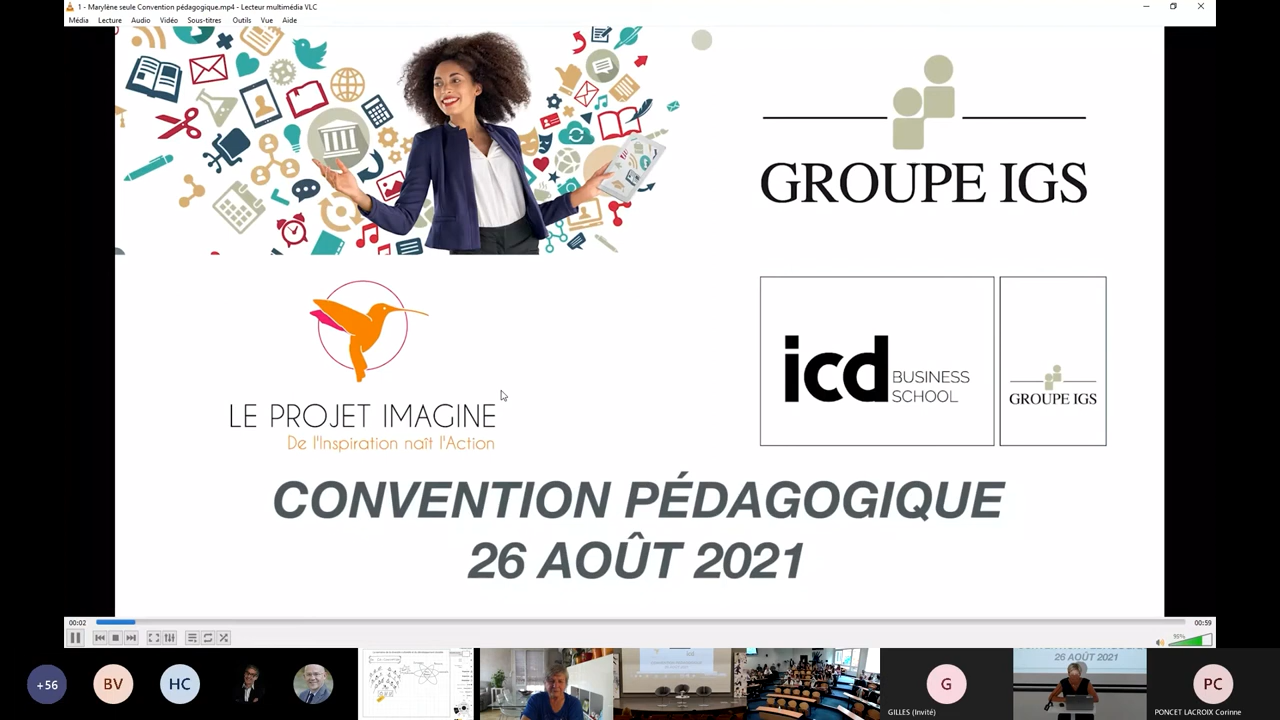 1 - Marylène seule Convention pédagogique.mp4 - Lecteur multimédia VLC
Média Lecture Audio Vidéo Sous-titres Outils Vue Aide
GROUPE IGS
LE PROJET IMAGINE
De l'Inspiration naît l'Action
icd BUSINESS SCHOOL
GROUPE IGS
CONVENTION PÉDAGOGIQUE
26 AOÛT 2021
00:02
00:59
95%
+56
BV
HC
G
GILLES (Invité)
26 AOÛT 2021
PC
PONCET LACROIX Corinne